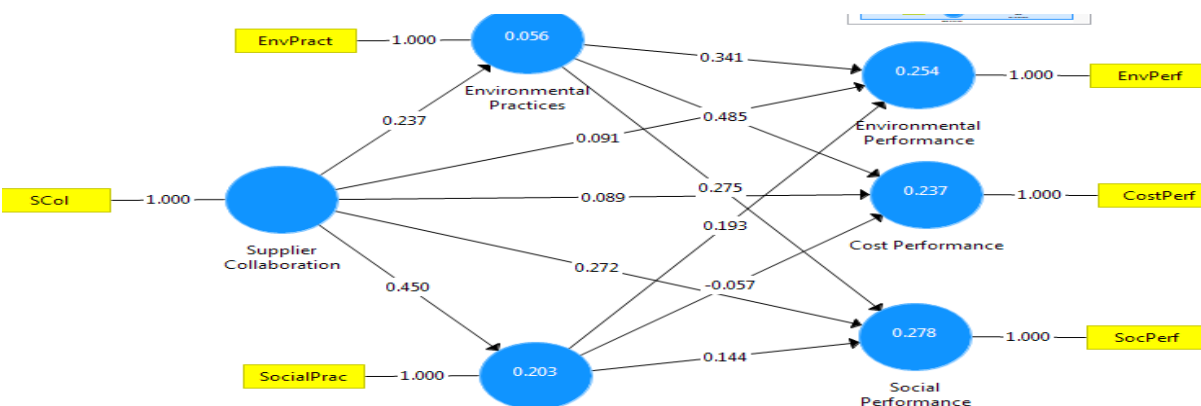 EnvPract
1.000
0.056
Environmental
Practices
0.341
0.254
1.000
EnvPerf
Environmental
Performance
0.237
0.091
0.485
SCol
1.000
Supplier
Collaboration
0.089
0.275
0.237
1.000
CostPerf
Cost Performance
0.193
0.272
-0.057
0.450
SocialPrac
1.000
0.203
0.144
0.278
1.000
SocPerf
Social
Performance